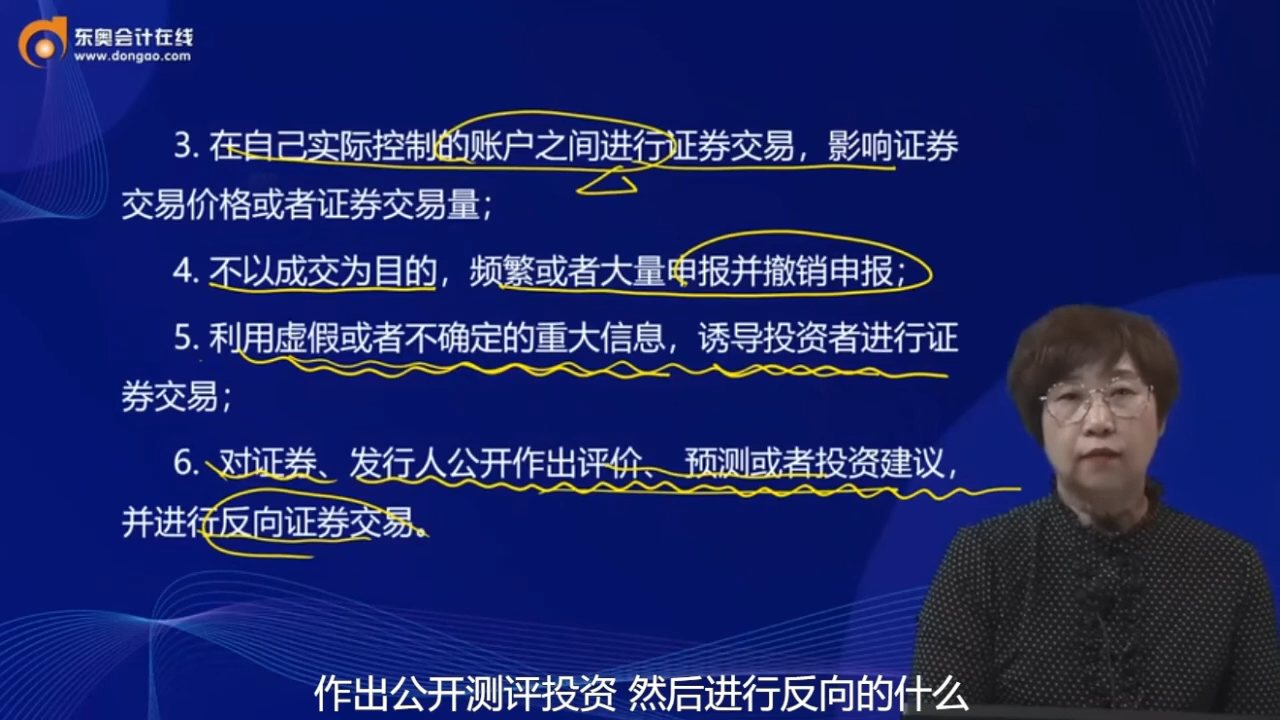 东奥会计在线
www.dongao.com
3. 在自己实际控制的账户之间进行证券交易，影响证券
交易价格或者证券交易量；
4. 不以成交为目的，频繁或者大量申报并撤销申报；
5. 利用虚假或者不确定的重大信息，诱导投资者进行证
券交易；
6. 对证券、发行人公开作出评价、 预测或者投资建议，
并进行反向证券交易。
作出公开测评投资 然后进行反向的什么